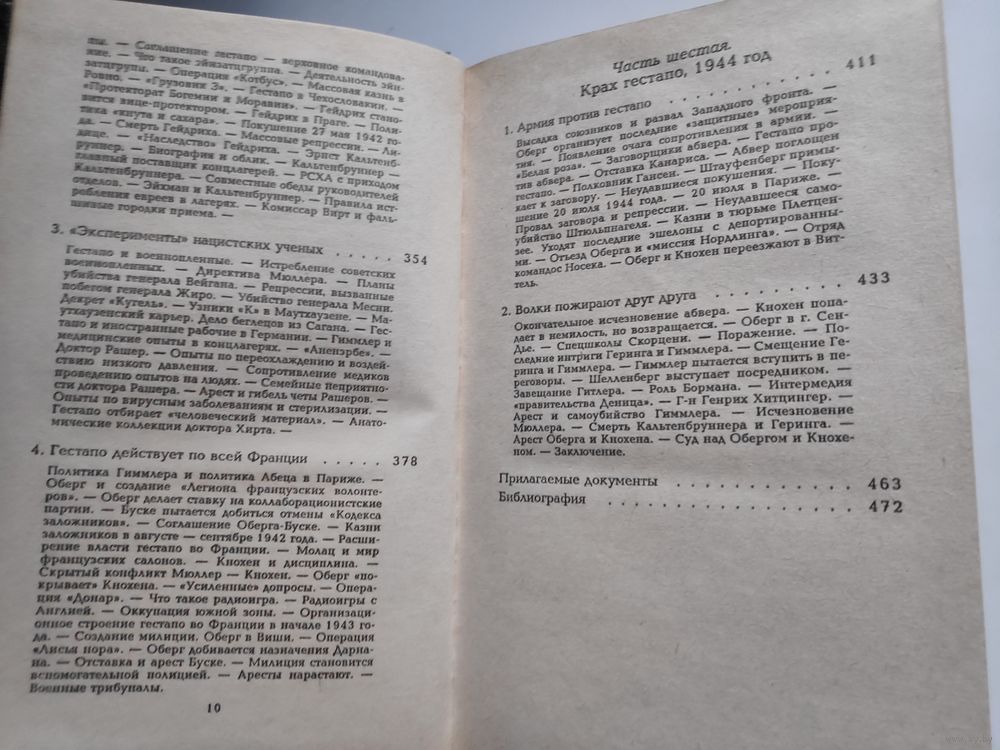 ны. — Соглашение гестапо — верховное командова-
ние. — Что такое эйнзатцгруппа. — Деятельность эйн-
затцгрупп. — Операция «Котбус». — Массовая казнь в
Ровно. — «Грузовик З». — Гестапо в Чехословакии. —
«Протекторат Богемии и Моравии». — Гейдрих стано-
вится вице-протектором. — Гейдрих в Праге. — Поли-
тика «кнута и сахара». — Покушение 27 мая 1942 го-
да. — Смерть Гейдриха. — Массовые репрессии. — Ли-
дице. — «Наследство» Гейдриха. — Эрнст Кальтенб-
руннер. — Биография и облик. — Кальтенбруннер —
главный поставщик концлагерей. — РСХА с приходом
Кальтенбруннера. — Совместные обеды руководителей
отделов. — Эйхман и Кальтенбруннер. — Правила ист-
ребления евреев в лагерях. — Комиссар Вирт и фаль-
шивые городки приема. —
3. «Эксперименты» нацистских ученых . . . . . 354
Гестапо и военнопленные. — Истребление советских
военнопленных. — Директива Мюллера. — Планы
убийства генерала Вейгана. — Репрессии, вызванные
побегом генерала Жиро. — Убийство генерала Месни.
Декрет «Кугель». — Узники «К» в Маутхаузене. — Ма-
утхаузенский карьер. Дело беглецов из Сагана. — Гес-
тапо и иностранные рабочие в Германии. — Гиммлер и
медицинские опыты в концлагерях. — «Аненэрбе». —
Доктор Рашер. — Опыты по переохлаждению и воздей-
ствию низкого давления. — Сопротивление медиков
проведению опытов на людях. — Семейные неприятно-
сти доктора Рашера. — Арест и гибель четы Рашеров. —
Опыты по вирусным заболеваниям и стерилизации. —
Гестапо отбирает «человеческий материал». — Анато-
мические коллекции доктора Хирта. —
4. Гестапо действует по всей Франции . . . . . 378
Политика Гиммлера и политика Абеца в Париже. —
Оберг и создание «Легиона французских волонте-
ров». — Оберг делает ставку на коллаборационистские
партии. — Буске пытается добиться отмены «Кодекса
заложников». — Соглашение Оберга-Буске. — Казни
заложников в августе — сентябре 1942 года. — Расши-
рение власти гестапо во Франции. — Молац и мир
французских салонов. — Кнохен и дисциплина. —
Скрытый конфликт Мюллер — Кнохен. — Оберг «по-
крывает» Кнохена. — «Усиленные» допросы. — Опера-
ция «Донар». — Что такое радиоигра. — Радиоигры с
Англией. — Оккупация южной зоны. — Организаци-
онное строение гестапо во Франции в начале 1943 го-
да. — Создание милиции. Оберг в Виши. — Операция
«Лисья нора». — Оберг добивается назначения Дарна-
на. — Отставка и арест Буске. — Милиция становится
вспомогательной полицией. — Аресты нарастают. —
Военные трибуналы.
10
Часть шестая.
Крах гестапо, 1944 год
1. Армия против гестапо . . . . . . . . . . 411
Высадка союзников и развал Западного фронта. —
Оберг организует последние «защитные» мероприя-
тия. — Появление очага сопротивления в армии. —
«Белая роза». — Заговорщики абвера. — Гестапо про-
тив абвера. — Отставка Канариса. — Абвер поглощен
гестапо. — Полковник Гансен. — Штауфенберг примы-
кает к заговору. — Неудавшиеся покушения. — Поку-
шение 20 июля 1944 года. — 20 июля в Париже. —
Провал заговора и репрессии. — Неудавшееся само-
убийство Штюльпнагеля. — Казни в тюрьме Плетцен-
зее. Уходят последние эшелоны с депортированны-
ми. — Отъезд Оберга и «миссия Нордлинга». — Отряд
командос Носека. — Оберг и Кнохен переезжают в Вит-
тель.
2. Волки пожирают друг друга . . . . . . . . . 433
Окончательное исчезновение абвера. — Кнохен попа-
дает в немилость, но возвращается. — Оберг в г. Сен-
Дье. — Спецшколы Скорцени. — Поражение. — По-
следние интриги Геринга и Гиммлера. — Смещение Ге-
ринга и Гиммлера. — Гиммлер пытается вступить в пе-
реговоры. — Шелленберг выступает посредником. —
Завещание Гитлера. — Роль Бормана. — Интермедия
«правительства Деница». — Г-н Генрих Хитцингер. —
Арест и самоубийство Гиммлера. — Исчезновение
Мюллера. — Смерть Кальтенбруннера и Геринга. —
Арест Оберга и Кнохена. — Суд над Обергом и Кнохе-
ном. — Заключение.
Прилагаемые документы . . . . . . . . . . . 463
Библиография . . . . . . . . . . . . . . . 472